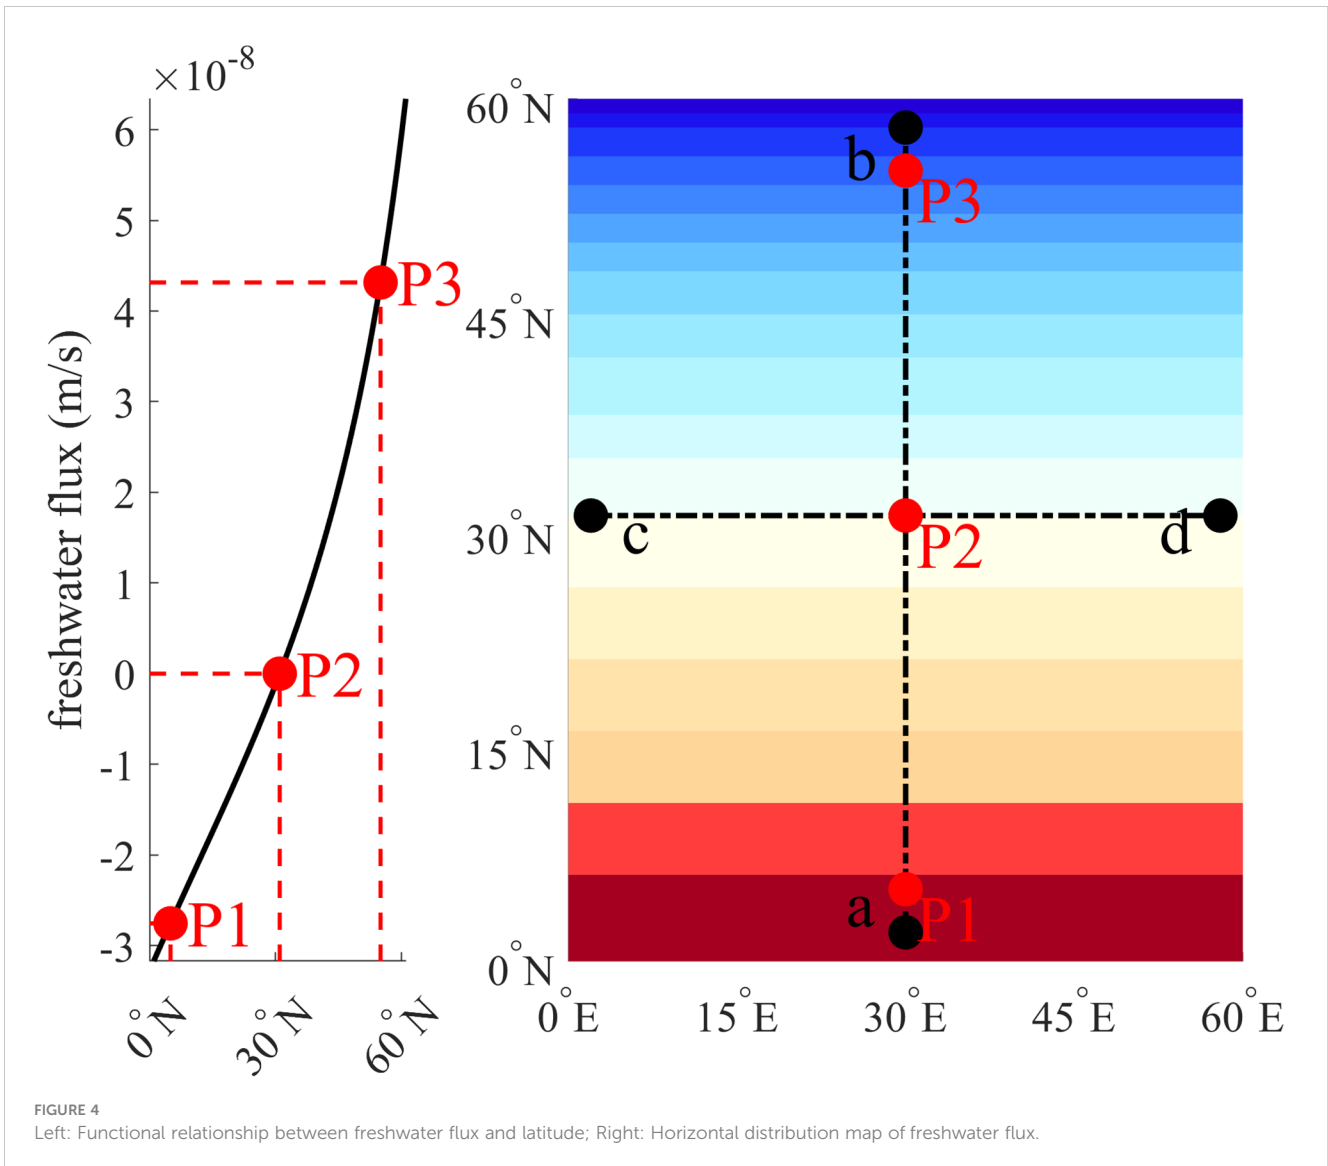 ×10⁻⁸
6
5
4
3
2
1
0
-1
-2
-3
freshwater flux (m/s)
P3
P2
P1
0°N
30°N
60°N
60°N
45°N
30°N
15°N
0°N
b
P3
c
P2
d
a
P1
0°E
15°E
30°E
45°E
60°E
FIGURE 4
Left: Functional relationship between freshwater flux and latitude; Right: Horizontal distribution map of freshwater flux.